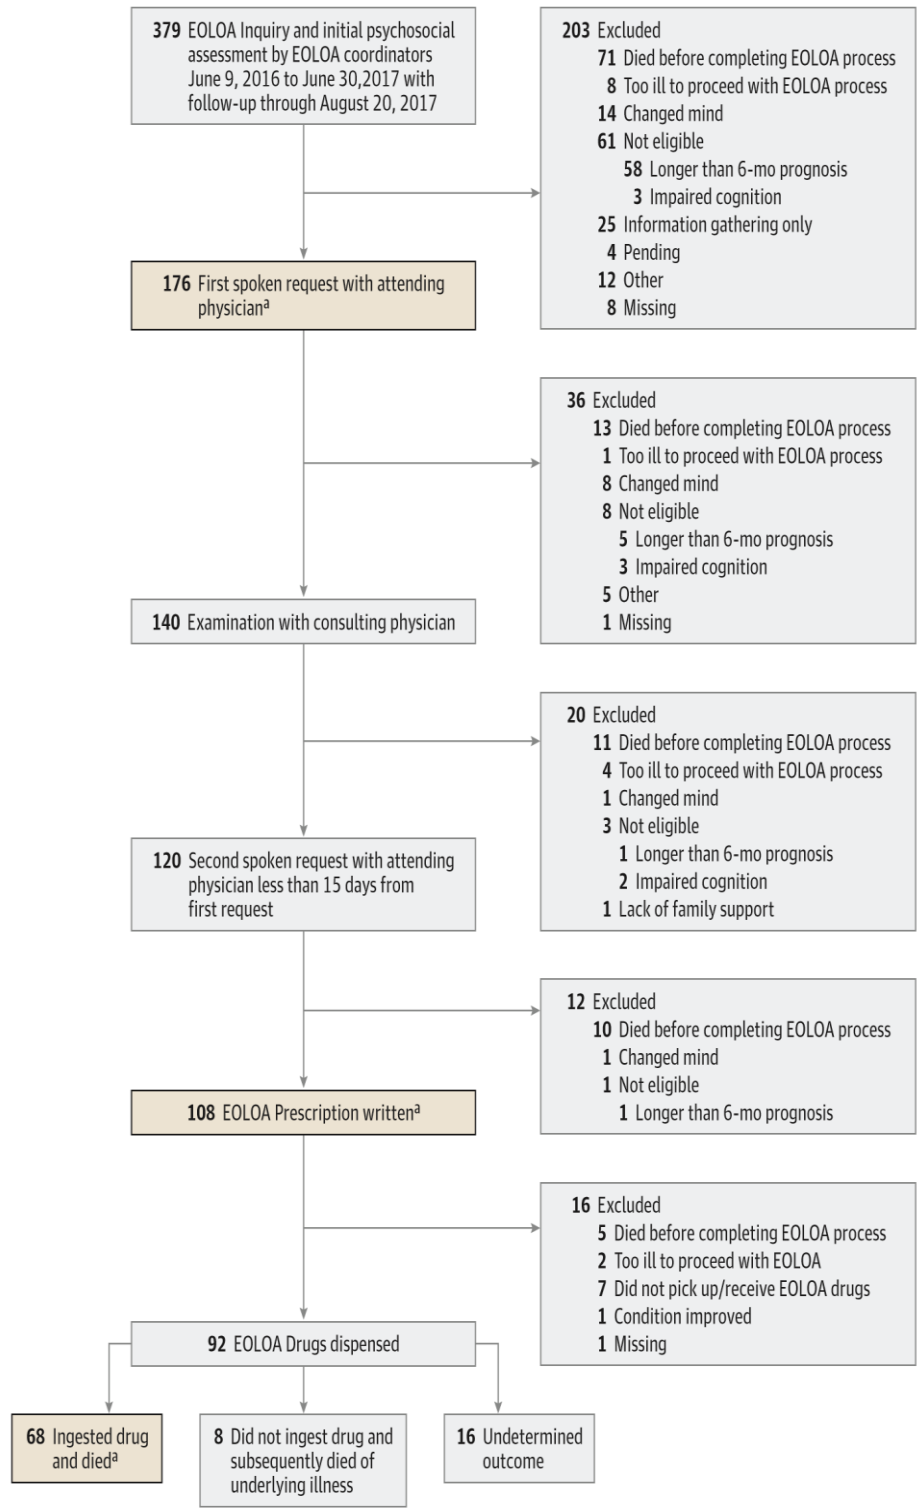 379 EOLOA Inquiry and initial psychosocial
assessment by EOLOA coordinators
June 9, 2016 to June 30,2017 with
follow-up through August 20, 2017
203 Excluded
71 Died before completing EOLOA process
8 Too ill to proceed with EOLOA process
14 Changed mind
61 Not eligible
58 Longer than 6-mo prognosis
3 Impaired cognition
25 Information gathering only
4 Pending
12 Other
8 Missing
176 First spoken request with attending
physicianᵃ
36 Excluded
13 Died before completing EOLOA process
1 Too ill to proceed with EOLOA process
8 Changed mind
8 Not eligible
5 Longer than 6-mo prognosis
3 Impaired cognition
5 Other
1 Missing
140 Examination with consulting physician
20 Excluded
11 Died before completing EOLOA process
4 Too ill to proceed with EOLOA process
1 Changed mind
3 Not eligible
1 Longer than 6-mo prognosis
2 Impaired cognition
1 Lack of family support
120 Second spoken request with attending
physician less than 15 days from
first request
12 Excluded
10 Died before completing EOLOA process
1 Changed mind
1 Not eligible
1 Longer than 6-mo prognosis
108 EOLOA Prescription writtenᵃ
16 Excluded
5 Died before completing EOLOA process
2 Too ill to proceed with EOLOA
7 Did not pick up/receive EOLOA drugs
1 Condition improved
1 Missing
92 EOLOA Drugs dispensed
68 Ingested drug
and diedᵃ
8 Did not ingest drug and
subsequently died of
underlying illness
16 Undetermined
outcome